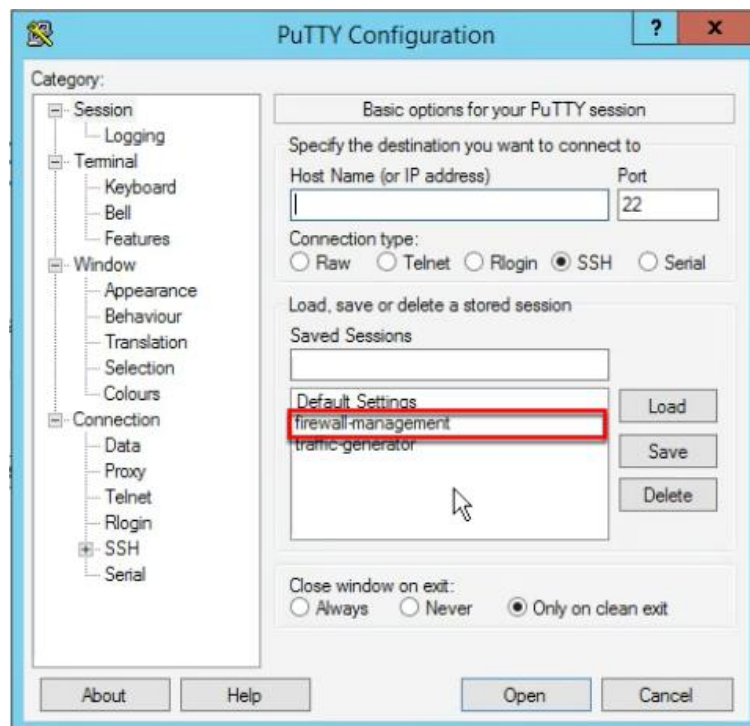 PuTTY Configuration
? x
Category:
Session
Logging
Terminal
Keyboard
Bell
Features
Window
Appearance
Behaviour
Translation
Selection
Colours
Connection
Data
Proxy
Telnet
Rlogin
SSH
Serial
Basic options for your PuTTY session
Specify the destination you want to connect to
Host Name (or IP address) Port
22
Connection type:
Raw Telnet Rlogin SSH Serial
Load, save or delete a stored session
Saved Sessions
Default Settings
firewall-management
traffic-generator
Load
Save
Delete
Close window on exit:
Always Never Only on clean exit
About Help Open Cancel